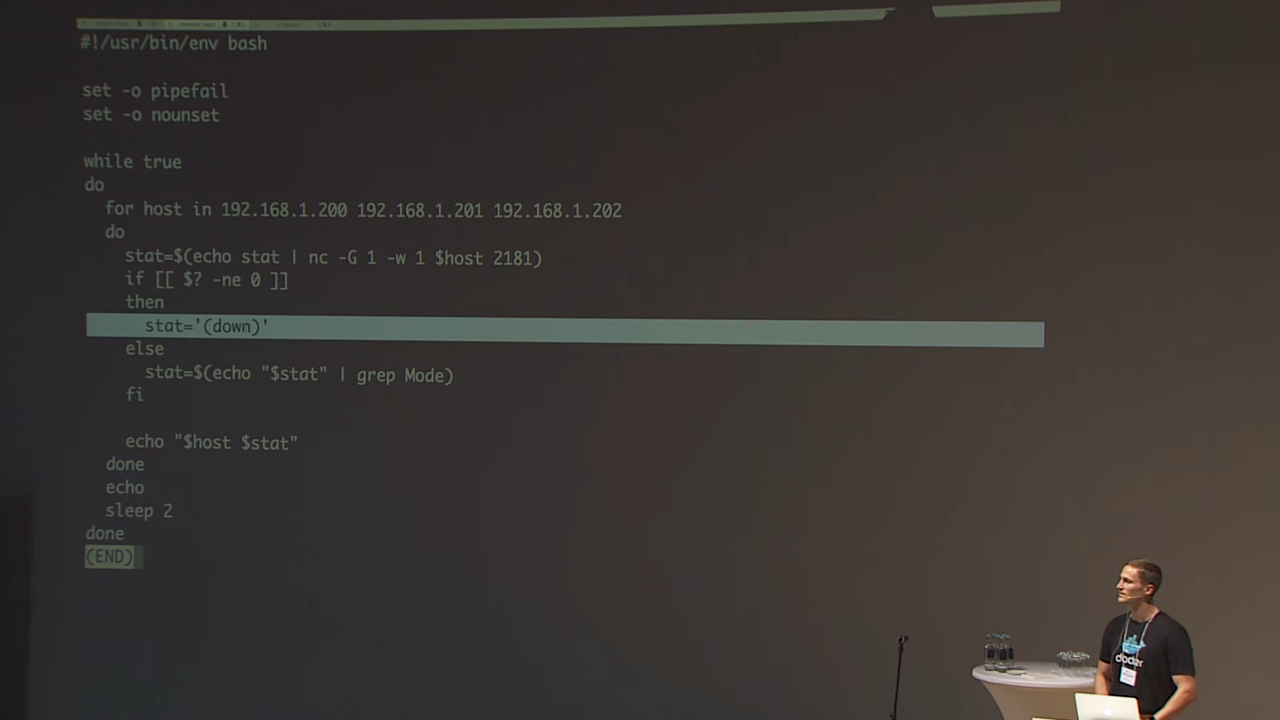 #!/usr/bin/env bash
set -o pipefail
set -o nounset
while true
do
for host in 192.168.1.200 192.168.1.201 192.168.1.202
do
stat=$(echo stat | nc -G 1 -w 1 $host 2181)
if [[ $? -ne 0 ]]
then
stat='(down)'
else
stat=$(echo "$stat" | grep Mode)
fi
echo "$host $stat"
done
echo
sleep 2
done
(END)
docker